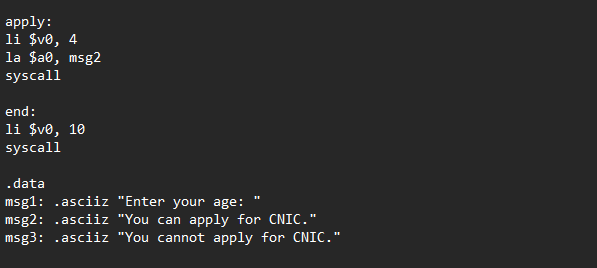 apply:
li $v0, 4
la $a0, msg2
syscall
end:
li $v0, 10
syscall
.data
msg1: .asciiz "Enter your age: "
msg2: .asciiz "You can apply for CNIC."
msg3: .asciiz "You cannot apply for CNIC."